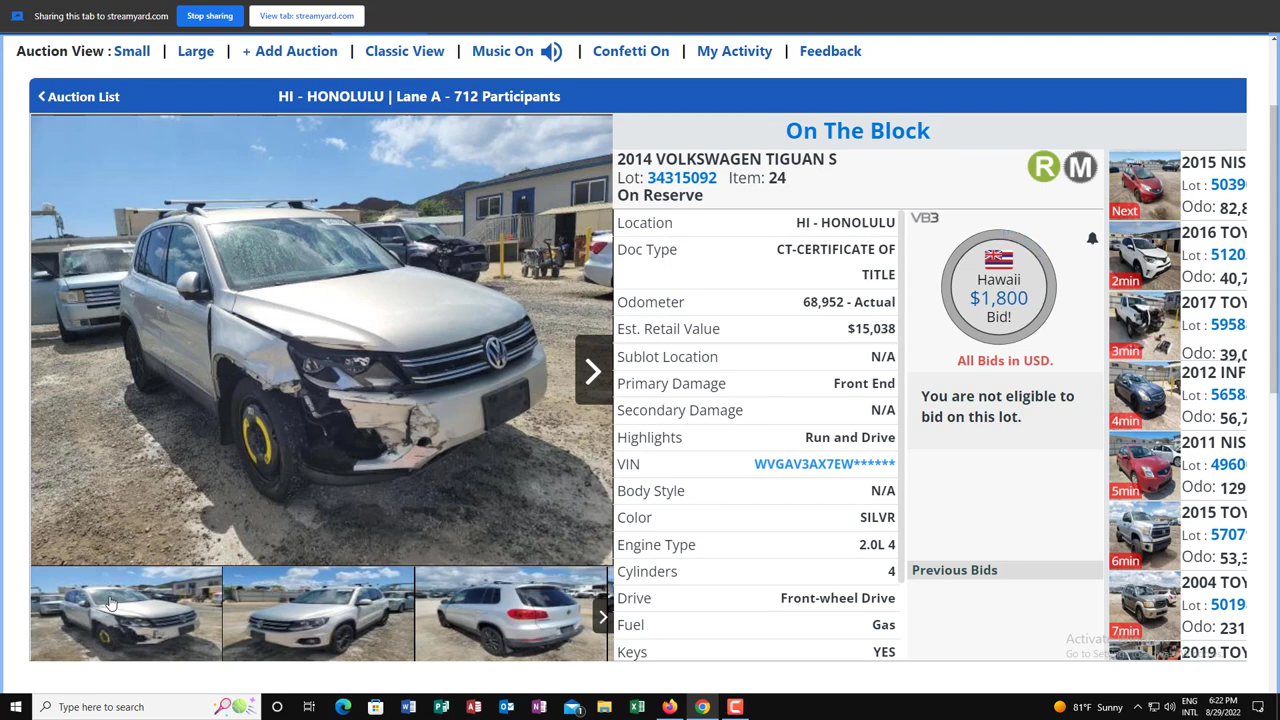 Sharing this tab to streamyard.com
Stop sharing
View tab: streamyard.com
Auction View : Small | Large | + Add Auction | Classic View | Music On | Confetti On | My Activity | Feedback
Auction List
HI - HONOLULU | Lane A - 712 Participants
On The Block
2014 VOLKSWAGEN TIGUAN S
Lot: 34315092 Item: 24
On Reserve
R M
Location HI - HONOLULU
Doc Type CT-CERTIFICATE OF
TITLE
Odometer 68,952 - Actual
Est. Retail Value $15,038
Sublot Location N/A
Primary Damage Front End
Secondary Damage N/A
Highlights Run and Drive
VIN WVGAV3AX7EW******
Body Style N/A
Color SILVR
Engine Type 2.0L 4
Cylinders 4
Drive Front-wheel Drive
Fuel Gas
Keys YES
VB3
Hawaii
$1,800
Bid!
All Bids in USD.
You are not eligible to
bid on this lot.
Previous Bids
2015 NIS
Lot : 5039
Odo: 82,8
Next
2016 TOY
Lot : 5120
Odo: 40,7
2min
2017 TOY
Lot : 5958
Odo: 39,0
3min
2012 INF
Lot : 5658
Odo: 56,7
4min
2011 NIS
Lot : 4960
Odo: 129
5min
2015 TOY
Lot : 5707
Odo: 53,3
6min
2004 TOY
Lot : 5019
Odo: 231
7min
2019 TOY
Activate
Go to
Type here to search
1
81°F Sunny
ENG
INTL
6:22 PM
8/29/2022